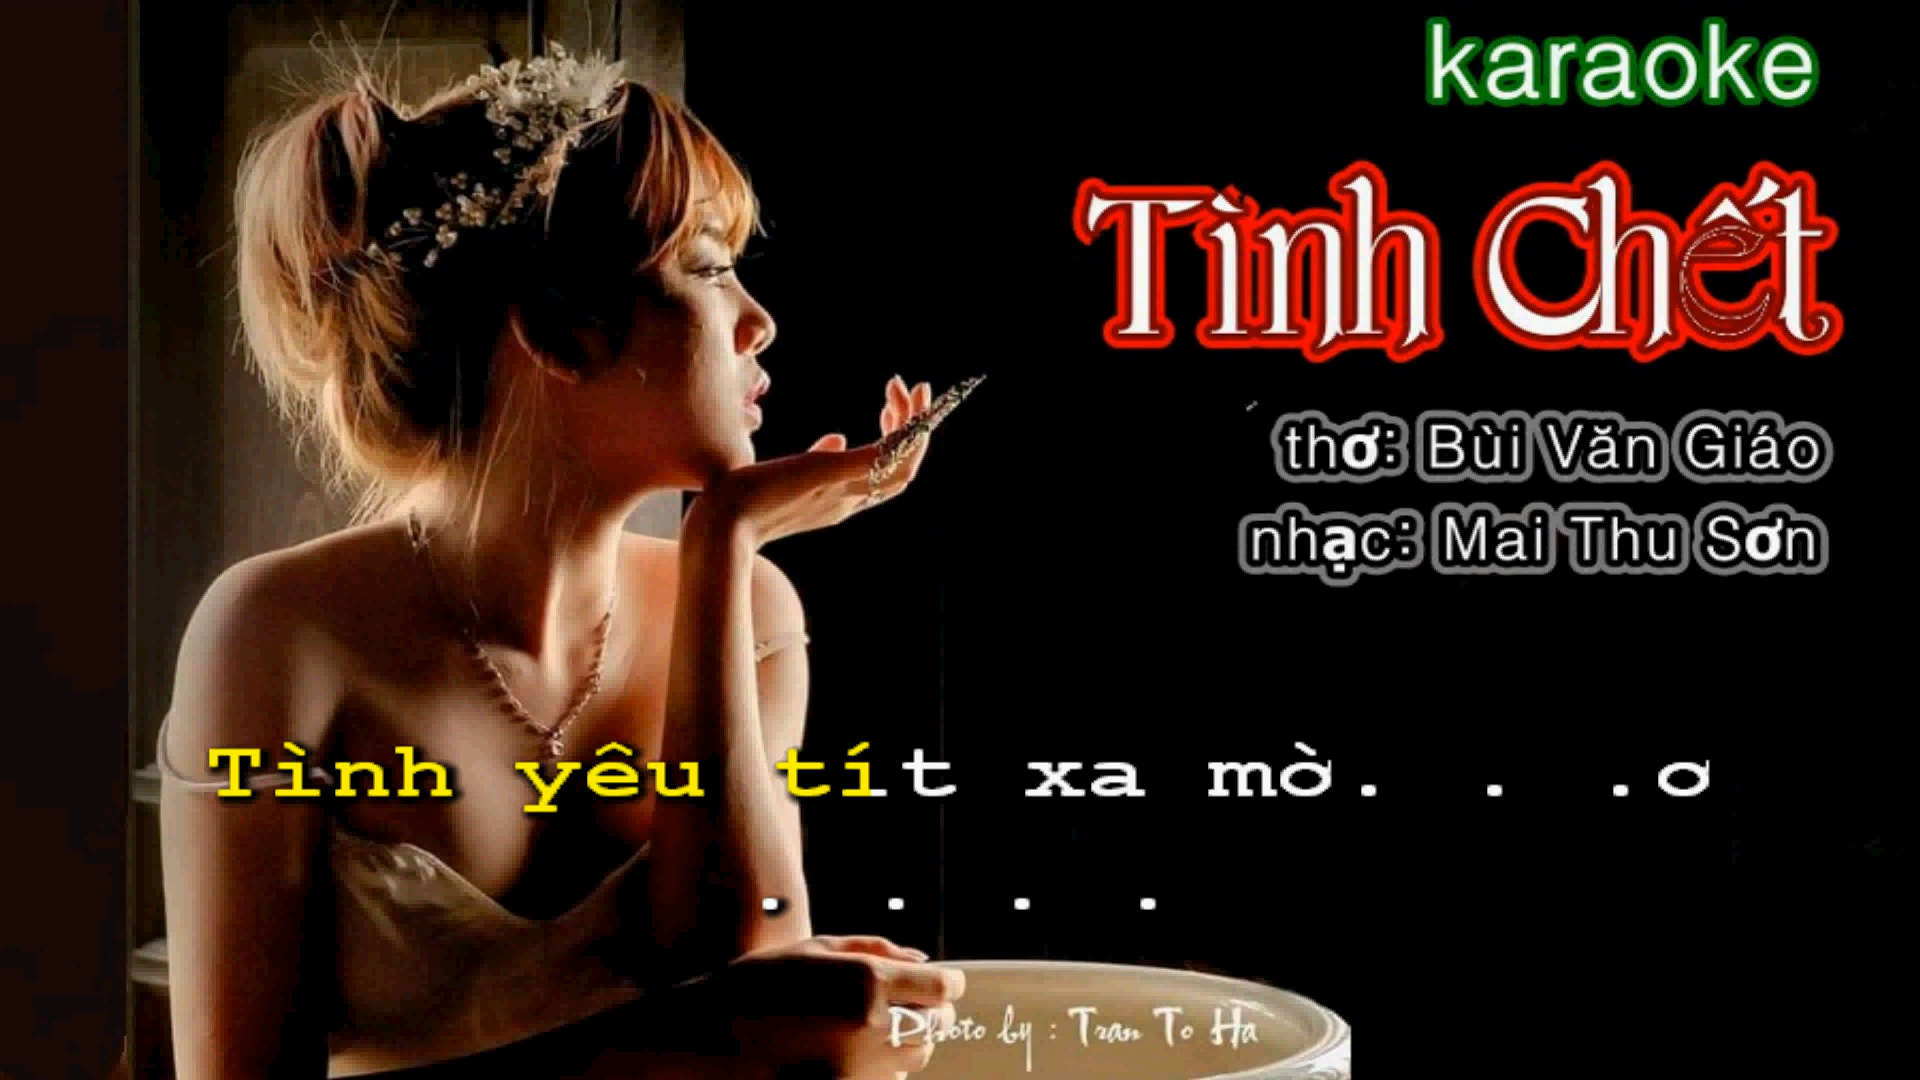 karaoke
Tình Chết
thơ: Bùi Văn Giáo
nhạc: Mai Thu Sơn
Tình yêu tít xa mờ. . .ơ
. . . .
Photo by : Tran To Ha